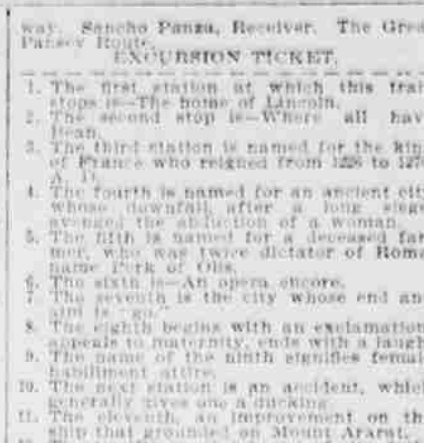 way. Sancho Panza, Receiver. The Grea
Pansey Route.
EXCURSION TICKET.
1. The first station at which this trai
stops is—The home of Lincoln.
2. The second stop is—Where all hav
been.
3. The third station is named for the kin
of France who reigned from 1226 to 1270
A. D.
4. The fourth is named for an ancient city
whose downfall, after a long siege
avenged the abduction of a woman.
5. The fifth is named for a deceased far
mer, who was twice dictator of Roma
name Perk of Ohs.
6. The sixth is—An opera encore.
7 The seventh is the city whose end an
aim is "go."
8. The eighth begins with an exclamation
appeals to maternity, ends with a laugh
9. The name of the ninth signifies femal
habiliment attire.
10. The next station is an accident, which
generally gives one a ducking.
11. The eleventh, an improvement on th
ship that grounded on Mount Ararat.